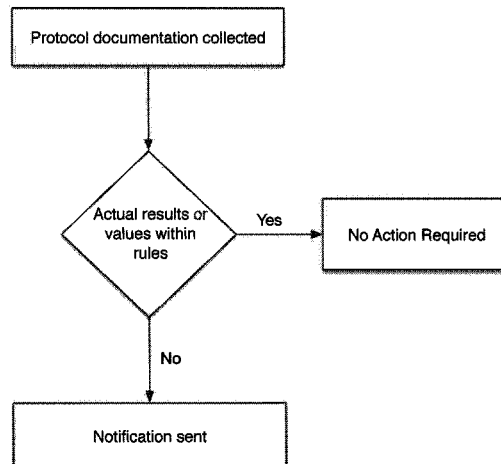 Protocol documentation collected
Actual results or
values within
rules
Yes
No Action Required
No
Notification sent